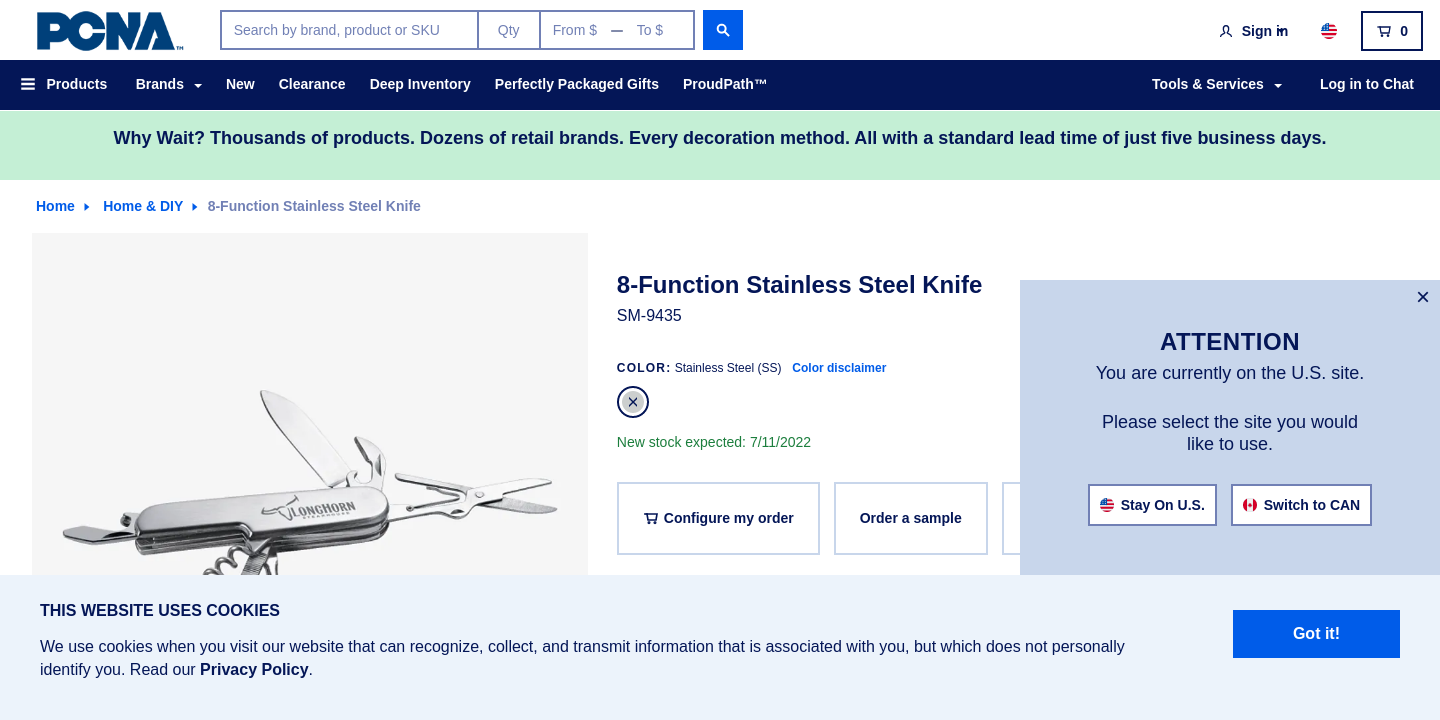 PCNA™
Search by brand, product or SKU
Qty
From $ — To $
Sign in
0
Products
Brands
New
Clearance
Deep Inventory
Perfectly Packaged Gifts
ProudPath™
Tools & Services
Log in to Chat
Why Wait? Thousands of products. Dozens of retail brands. Every decoration method. All with a standard lead time of just five business days.
Home
Home & DIY
8-Function Stainless Steel Knife
LONGHORN
STEAKHOUSE
8-Function Stainless Steel Knife
SM-9435
COLOR: Stainless Steel (SS) Color disclaimer
New stock expected: 7/11/2022
Configure my order
Order a sample
ATTENTION
You are currently on the U.S. site.
Please select the site you would
like to use.
Stay On U.S.
Switch to CAN
THIS WEBSITE USES COOKIES
We use cookies when you visit our website that can recognize, collect, and transmit information that is associated with you, but which does not personally
identify you. Read our Privacy Policy.
Got it!